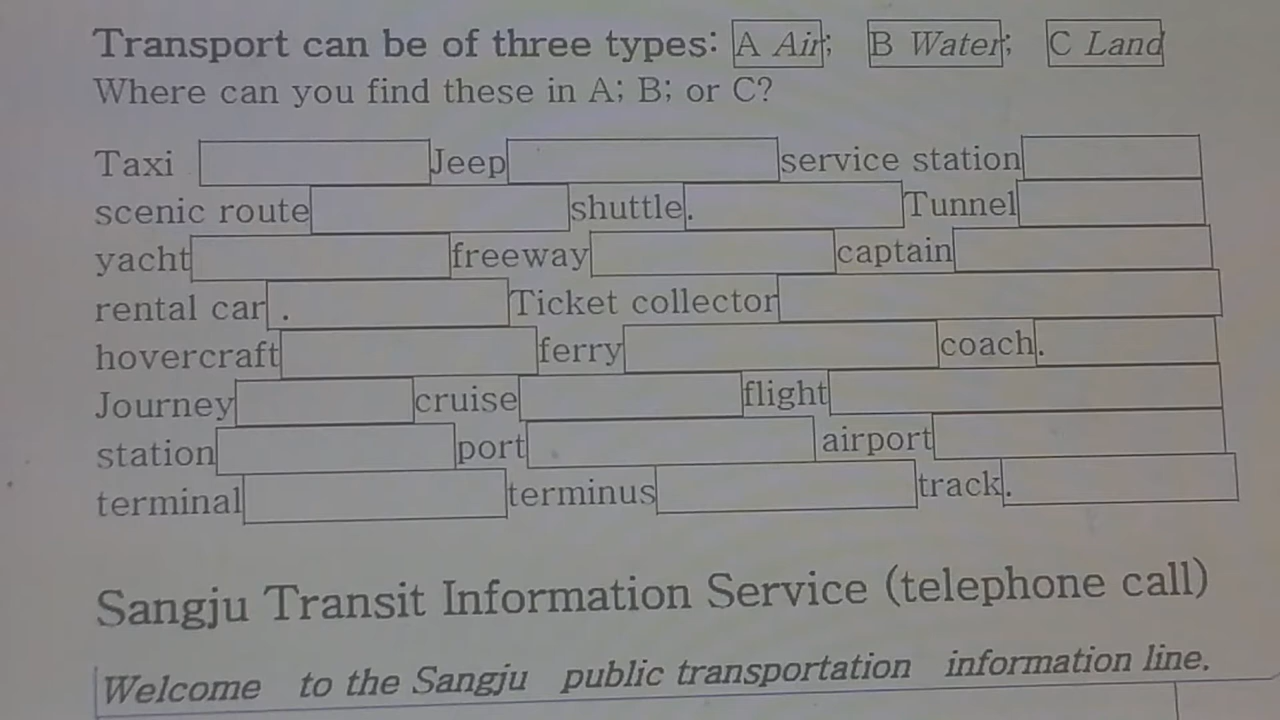 Transport can be of three types: A Air; B Water; C Land
Where can you find these in A; B; or C?
Taxi Jeep service station
scenic route shuttle. Tunnel
yacht freeway captain
rental car . Ticket collector
hovercraft ferry coach.
Journey cruise flight
station port airport
terminal terminus track.
Sangju Transit Information Service (telephone call)
Welcome to the Sangju public transportation information line.